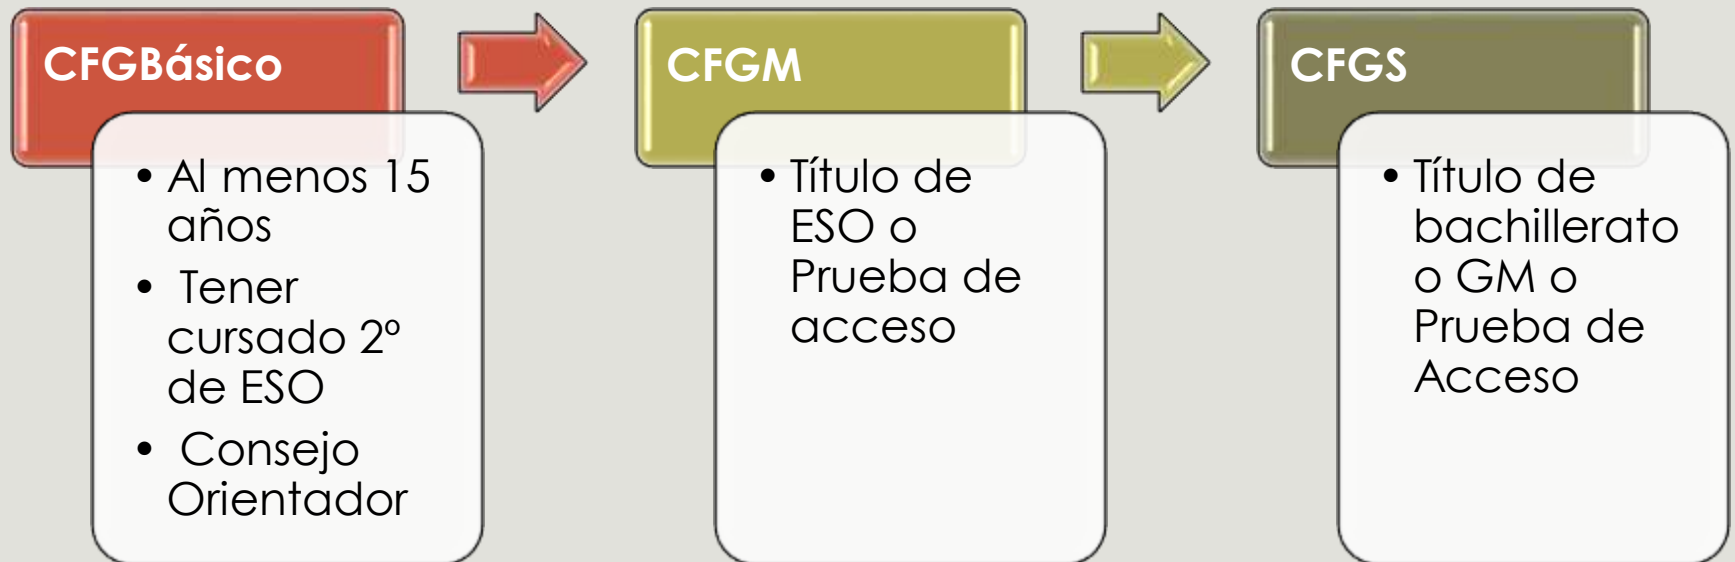 CFGBásico
• Al menos 15
años
• Tener
cursado 2º
de ESO
• Consejo
Orientador
CFGM
• Título de
ESO o
Prueba de
acceso
CFGS
• Título de
bachillerato
o GM o
Prueba de
Acceso